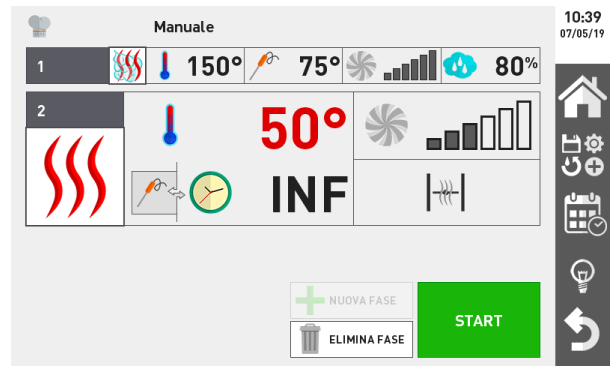 Manuale
10:39
07/05/19
1 150° 75° 80%
2
50°
INF
NUOVA FASE
ELIMINA FASE
START